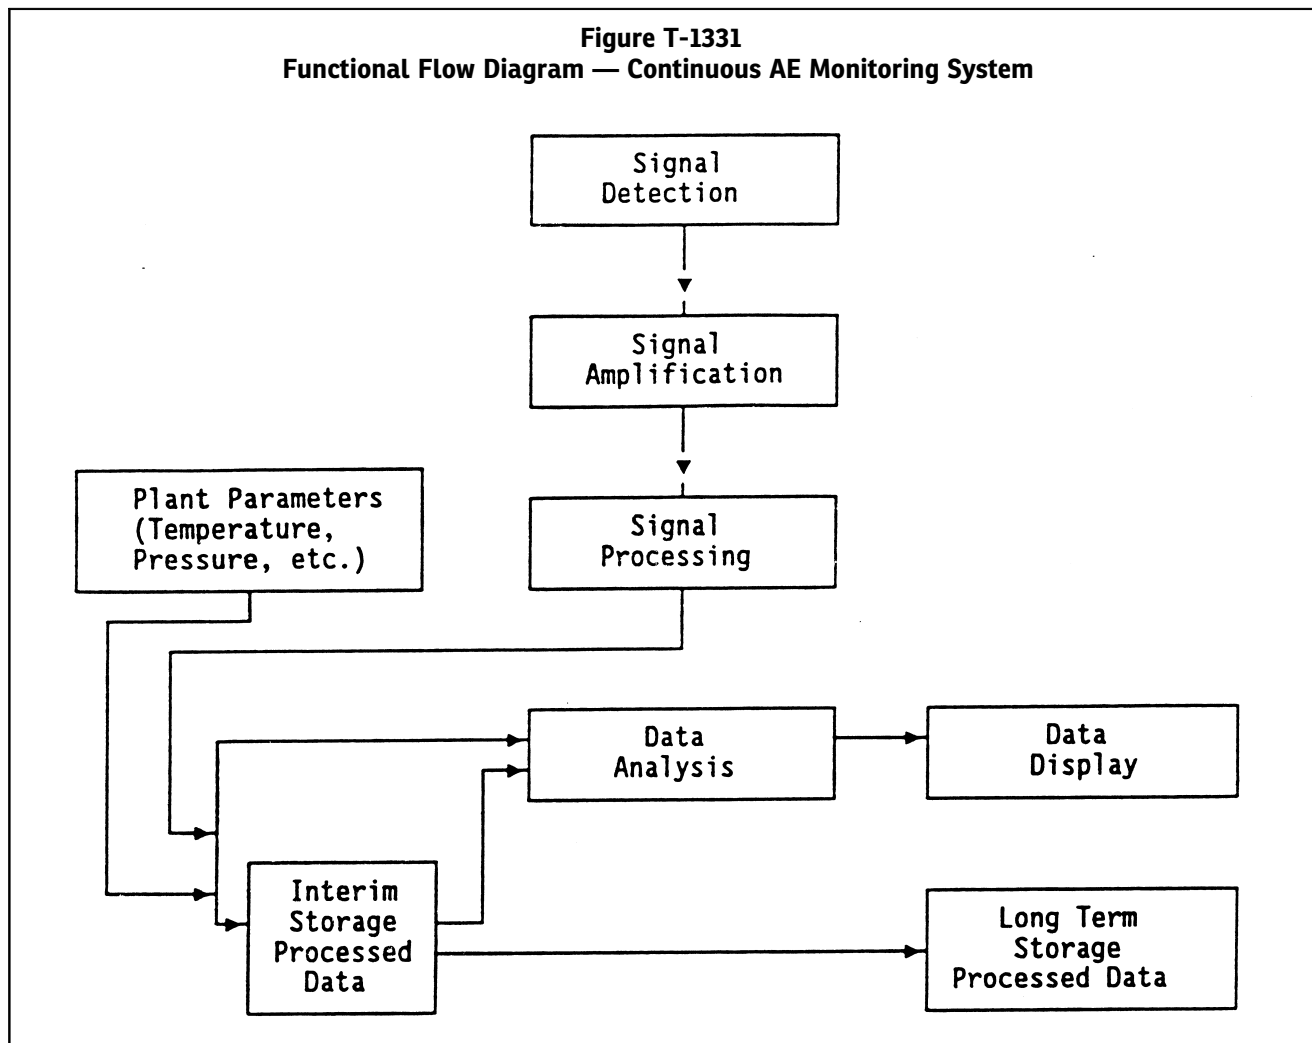 Figure T-1331
Functional Flow Diagram — Continuous AE Monitoring System
Signal
Detection
Signal
Amplification
Plant Parameters
(Temperature,
Pressure, etc.)
Signal
Processing
Data
Analysis
Data
Display
Interim
Storage
Processed
Data
Long Term
Storage
Processed Data